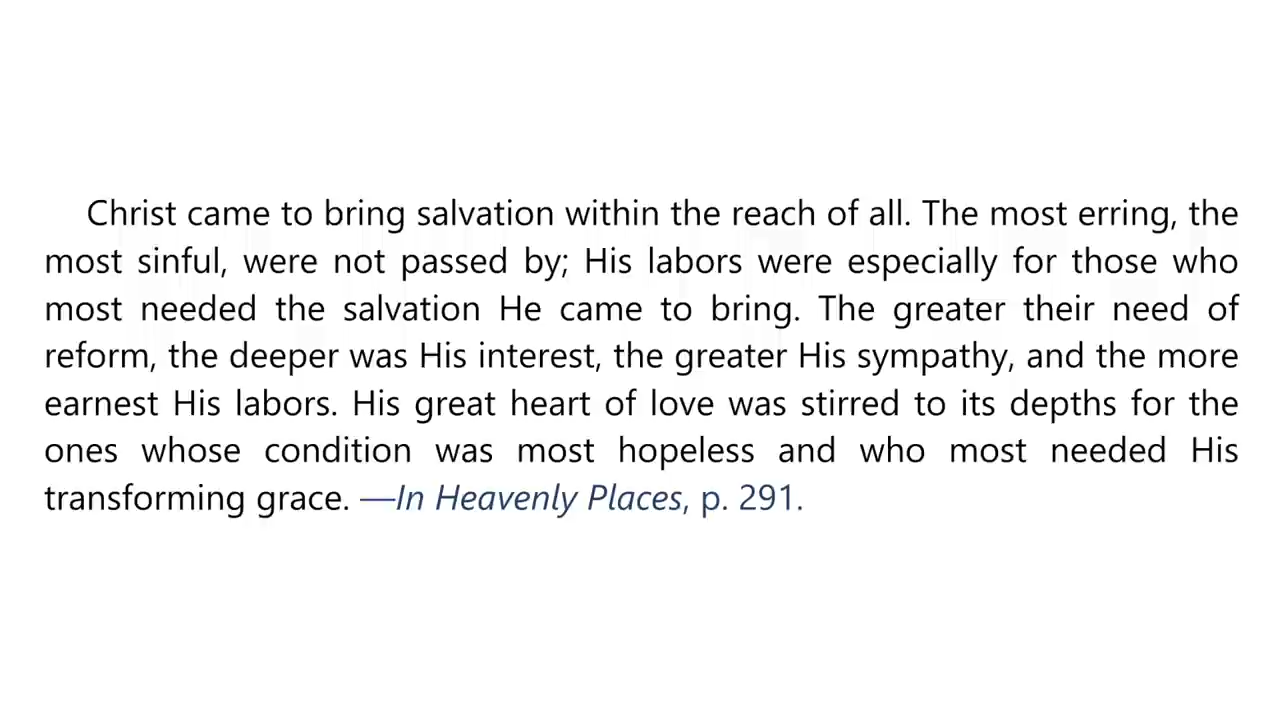 Christ came to bring salvation within the reach of all. The most erring, the
most sinful, were not passed by; His labors were especially for those who
most needed the salvation He came to bring. The greater their need of
reform, the deeper was His interest, the greater His sympathy, and the more
earnest His labors. His great heart of love was stirred to its depths for the
ones whose condition was most hopeless and who most needed His
transforming grace. —In Heavenly Places, p. 291.